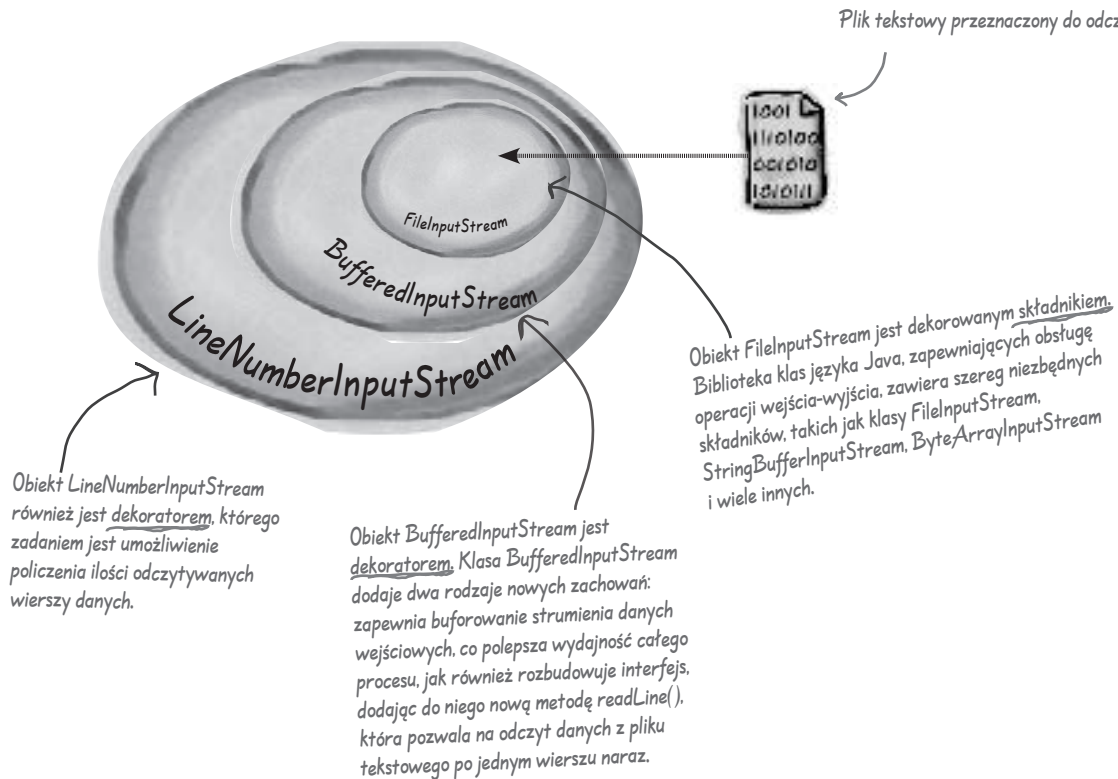 Plik tekstowy przeznaczony do odcz
1001
FileInputStream
BufferedInputStream
LineNumberInputStream
Obiekt FileInputStream jest dekorowanym składnikiem.
Biblioteka klas języka Java, zapewniających obsługę
operacji wejścia-wyjścia, zawiera szereg niezbędnych
składników, takich jak klasy FileInputStream,
StringBufferInputStream, ByteArrayInputStream
i wiele innych.
Obiekt LineNumberInputStream
również jest dekoratorem, którego
zadaniem jest umożliwienie
policzenia ilości odczytywanych
wierszy danych.
Obiekt BufferedInputStream jest
dekoratorem. Klasa BufferedInputStream
dodaje dwa rodzaje nowych zachowań:
zapewnia buforowanie strumienia danych
wejściowych, co polepsza wydajność całego
procesu, jak również rozbudowuje interfejs,
dodając do niego nową metodę readLine(),
która pozwala na odczyt danych z pliku
tekstowego po jednym wierszu naraz.